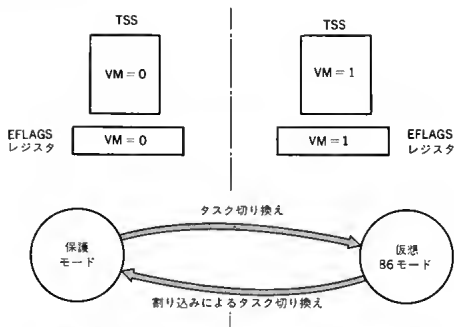 TSS
VM = 0
EFLAGS
レジスタ
VM = 0
TSS
VM = 1
VM = 1
EFLAGS
レジスタ
タスク切り換え
保護
モード
仮想
86モード
割り込みによるタスク切り換え